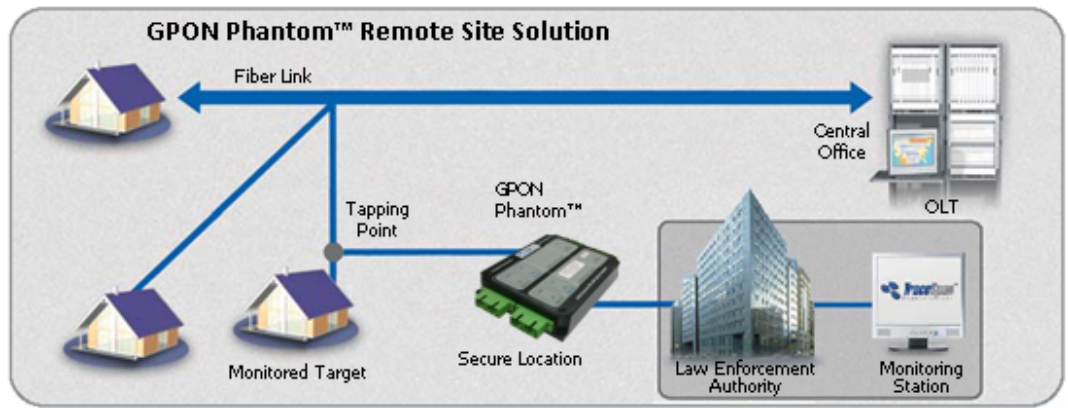 GPON Phantom™ Remote Site Solution
Fiber Link
Central
Office
OLT
GPON
Phantom™
Tapping
Point
Monitored Target
Secure Location
Law Enforcement
Authority
Monitoring
Station
TraceSpan™